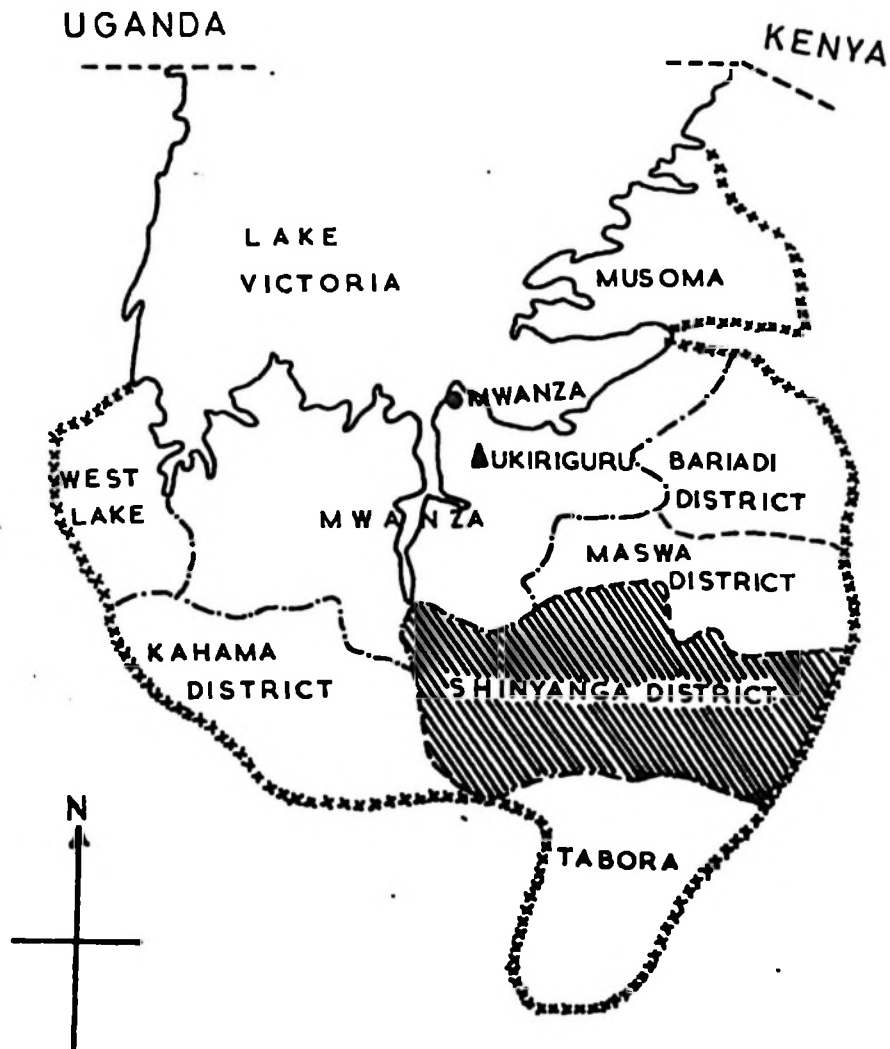 UGANDA
KENYA
LAKE
VICTORIA
MUSOMA
MWANZA
UKIRIGURU
BARIADI
DISTRICT
WEST
LAKE
MWANZA
MASWA
DISTRICT
KAHAMA
DISTRICT
SHINYANGA DISTRICT
N
TABORA